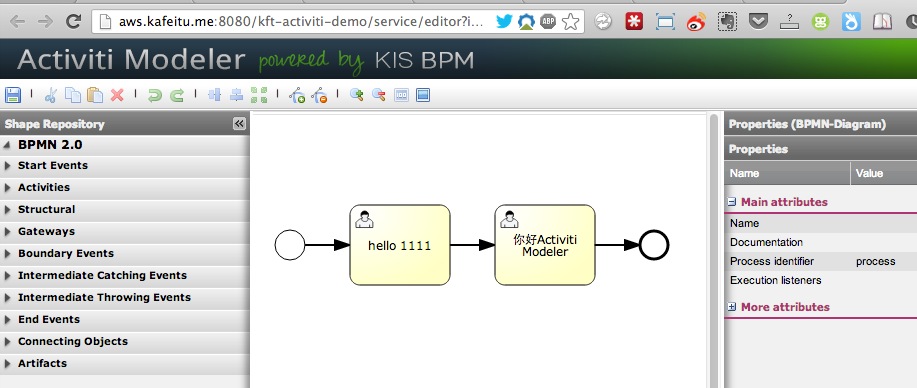 aws.kafeitu.me:8080/kft-activiti-demo/service/editor?i...
ABP
Activiti Modeler powered by KIS BPM
Shape Repository
BPMN 2.0
Start Events
Activities
Structural
Gateways
Boundary Events
Intermediate Catching Events
Intermediate Throwing Events
End Events
Connecting Objects
Artifacts
hello 1111
你好Activiti
Modeler
Properties (BPMN-Diagram)
Properties
Name Value
Main attributes
Name
Documentation
Process identifier process
Execution listeners
More attributes